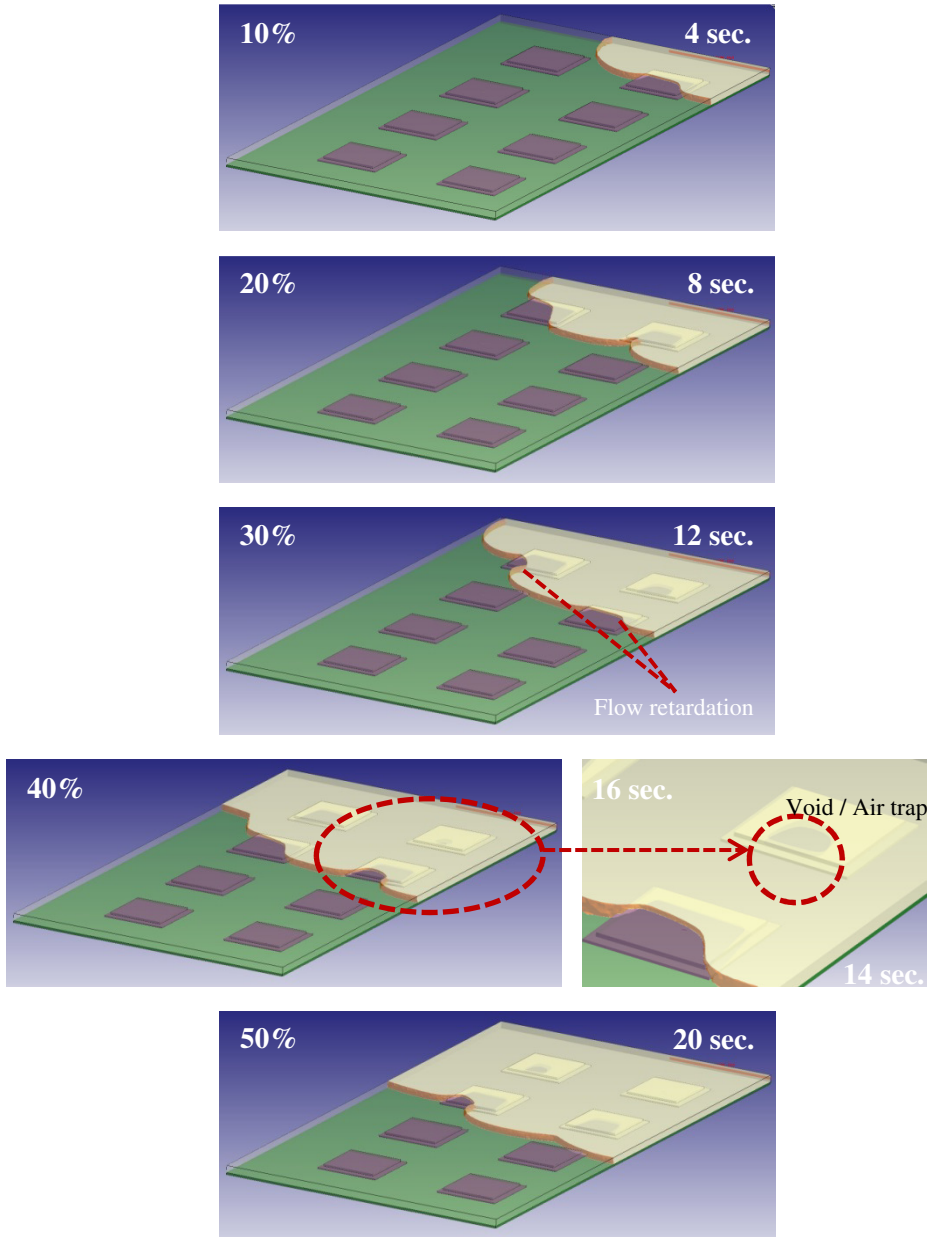 10%
4 sec.
20%
8 sec.
30%
12 sec.
Flow retardation
40%
16 sec.
Void / Air trap
14 sec.
50%
20 sec.